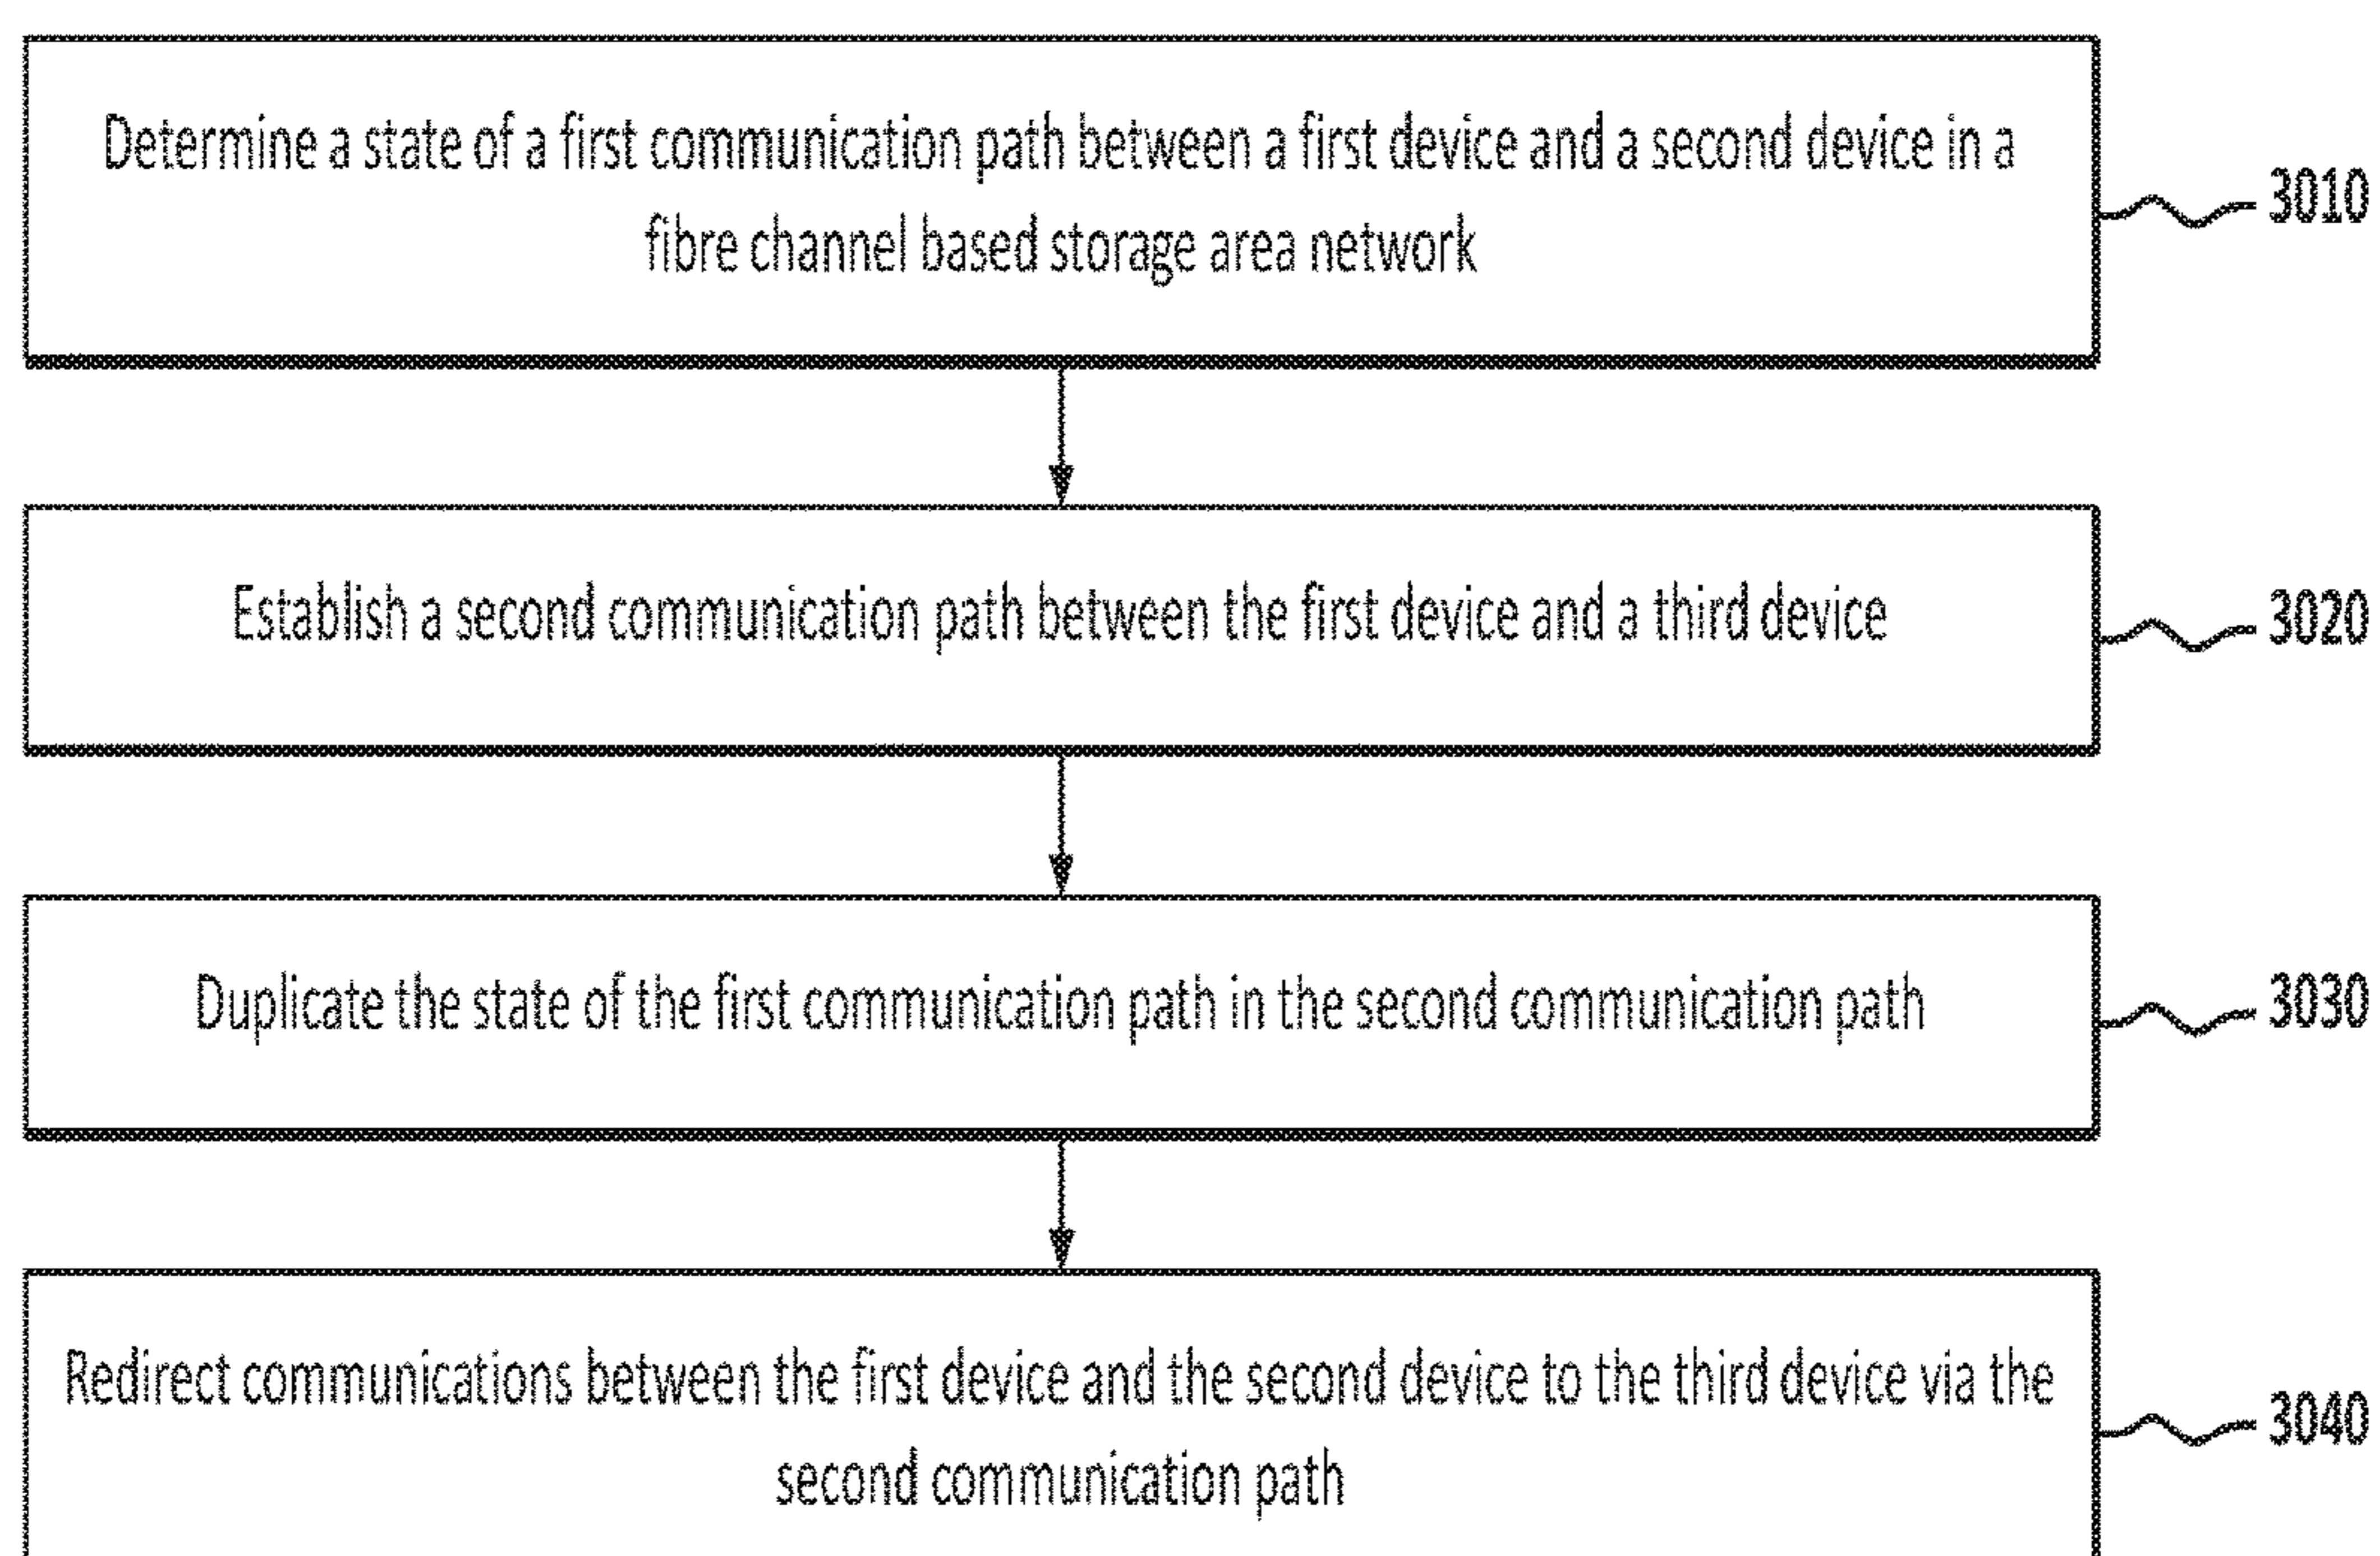 Determine a state of a first communication path between a first device and a second device in a
fibre channel based storage area network
3010
Establish a second communication path between the first device and a third device
3020
Duplicate the state of the first communication path in the second communication path
3030
Redirect communications between the first device and the second device to the third device via the
second communication path
3040